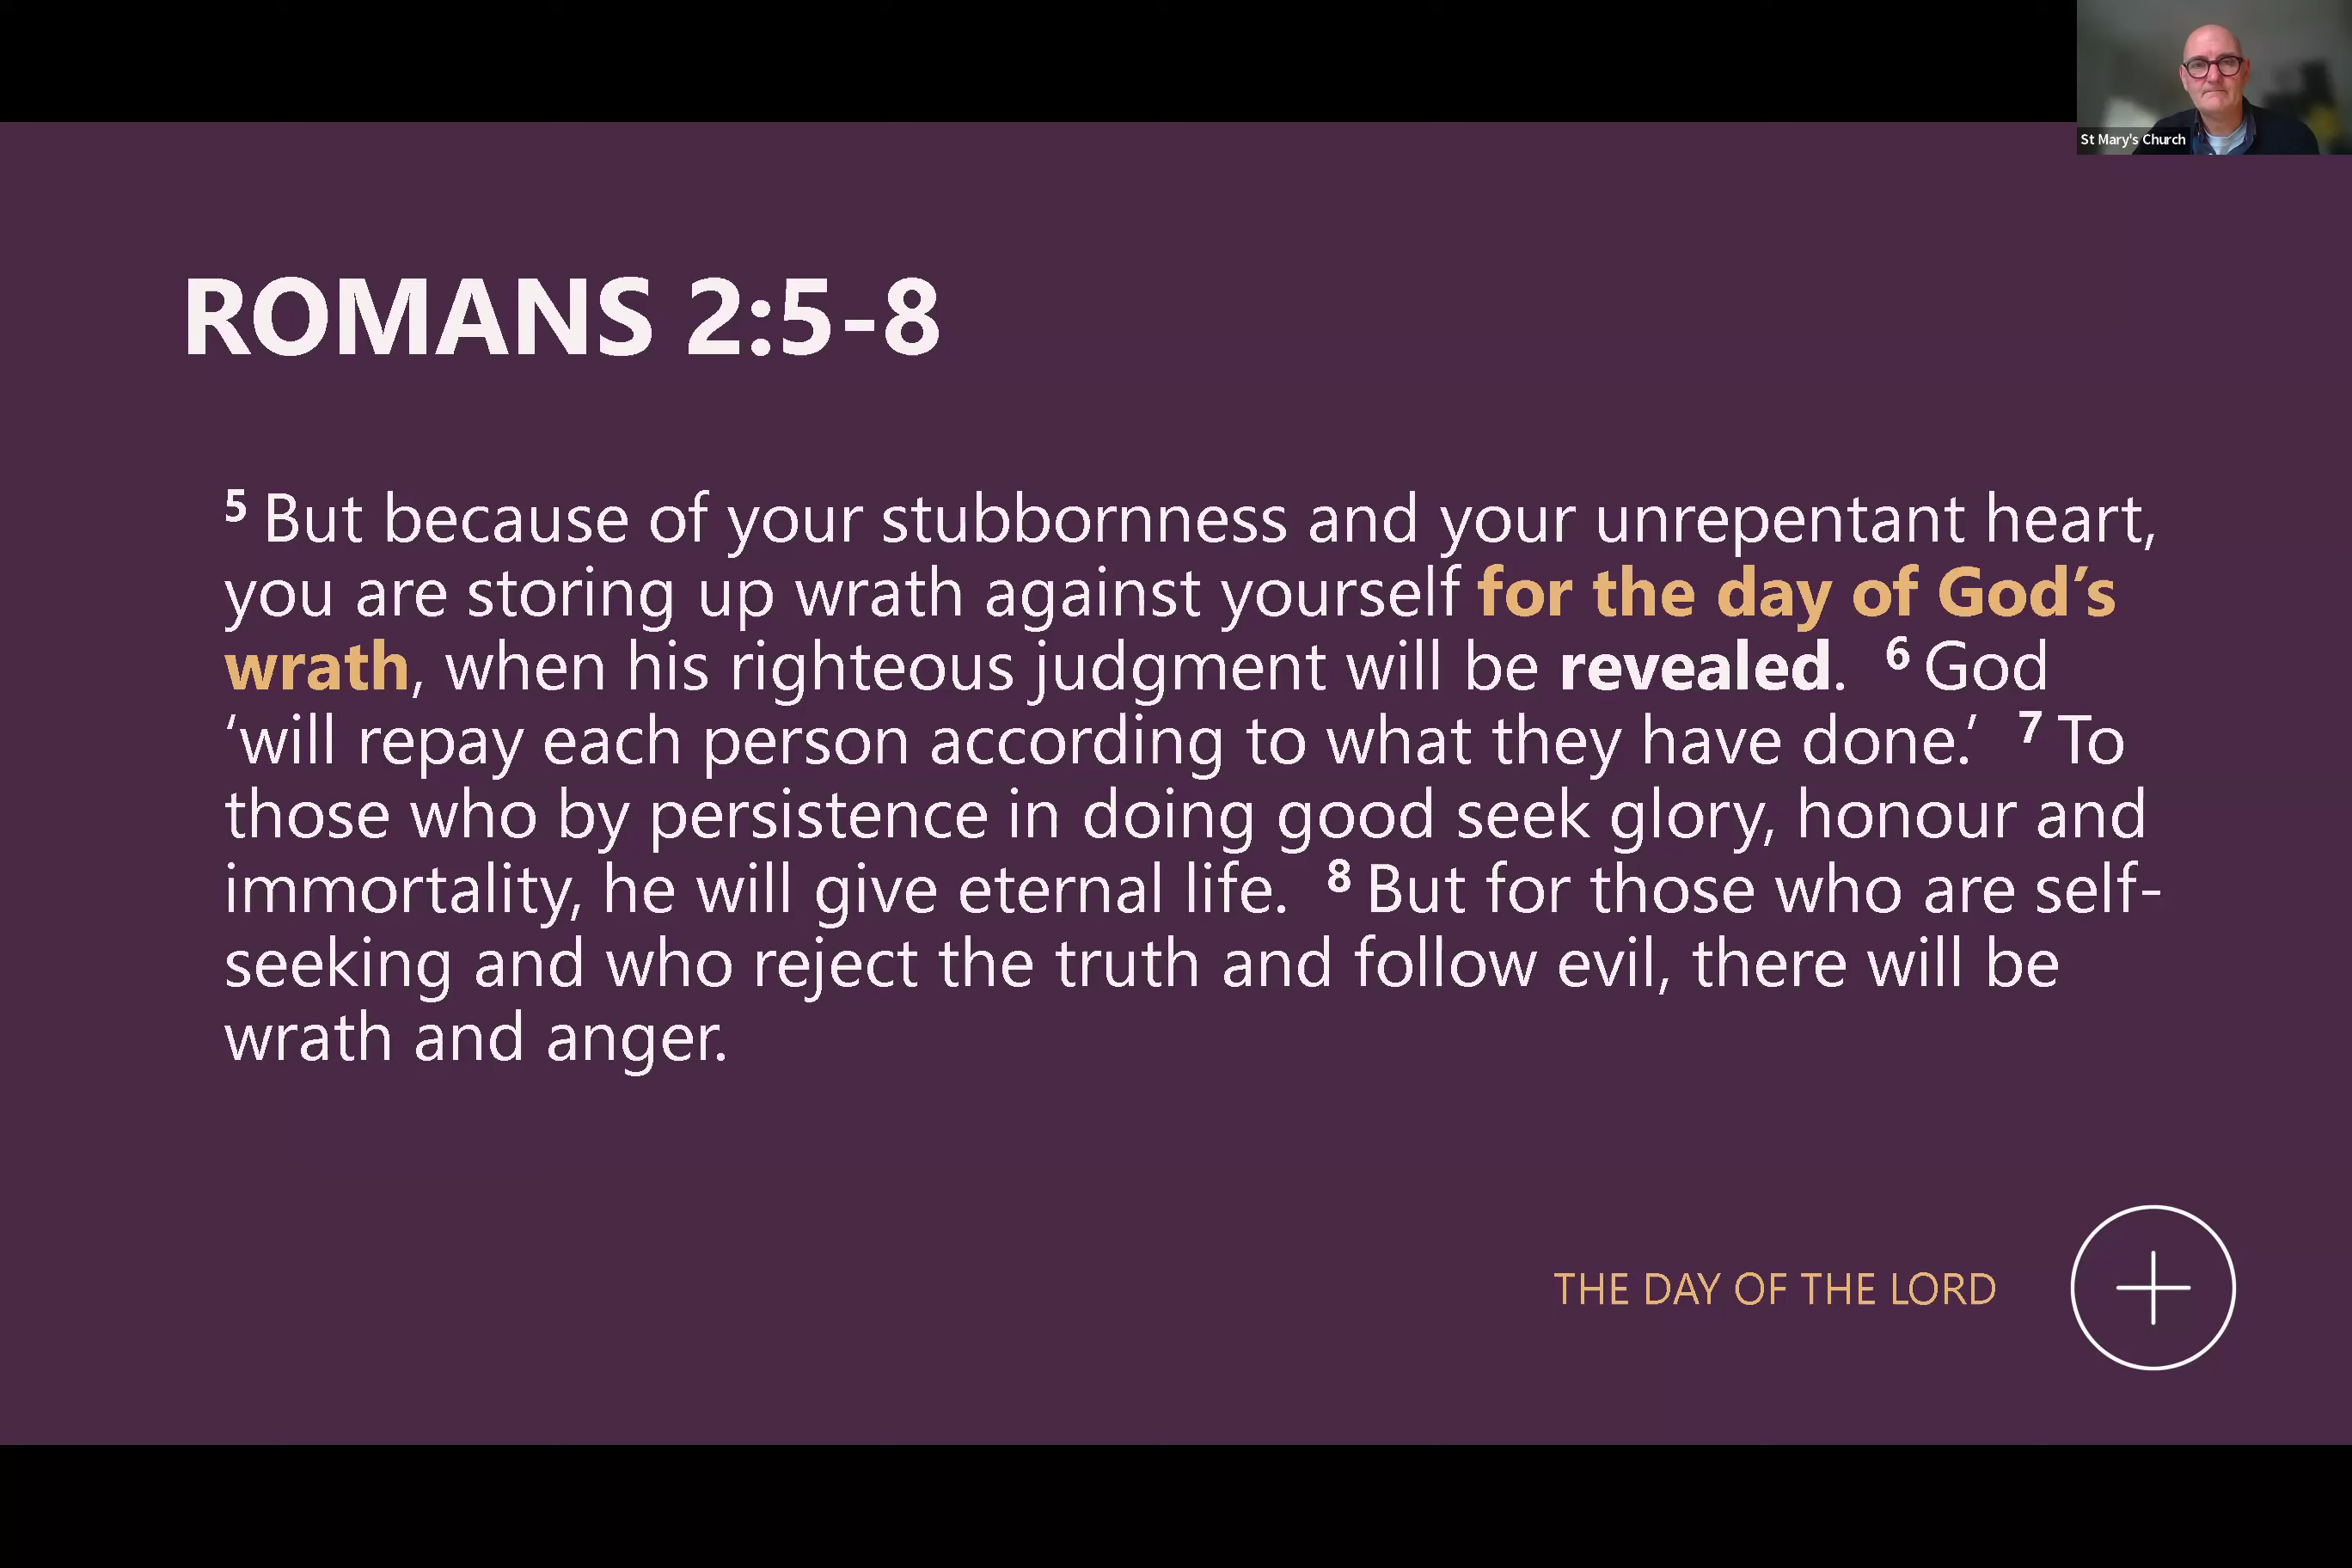 St Mary's Church
ROMANS 2:5-8
5 But because of your stubbornness and your unrepentant heart,
you are storing up wrath against yourself for the day of God’s
wrath, when his righteous judgment will be revealed. 6 God
‘will repay each person according to what they have done.’ 7 To
those who by persistence in doing good seek glory, honour and
immortality, he will give eternal life. 8 But for those who are self-
seeking and who reject the truth and follow evil, there will be
wrath and anger.
THE DAY OF THE LORD